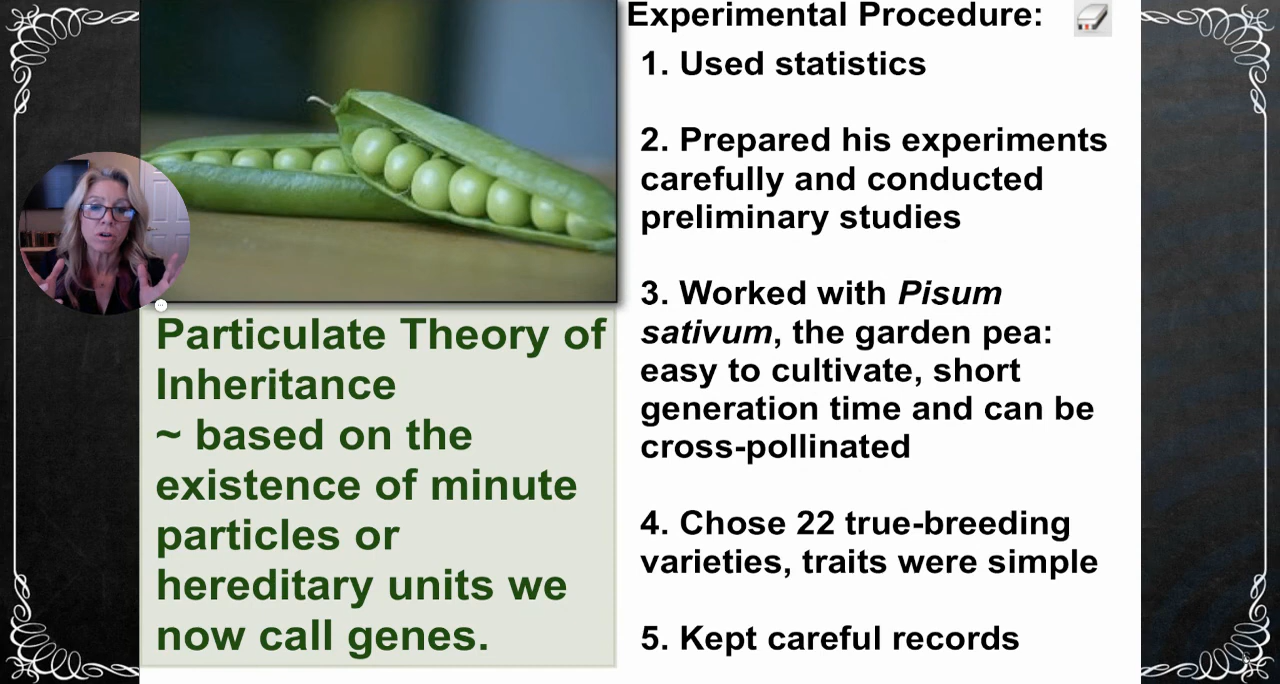 Particulate Theory of
Inheritance
~ based on the
existence of minute
particles or
hereditary units we
now call genes.
Experimental Procedure:
1. Used statistics
2. Prepared his experiments
carefully and conducted
preliminary studies
3. Worked with Pisum
sativum, the garden pea:
easy to cultivate, short
generation time and can be
cross-pollinated
4. Chose 22 true-breeding
varieties, traits were simple
5. Kept careful records